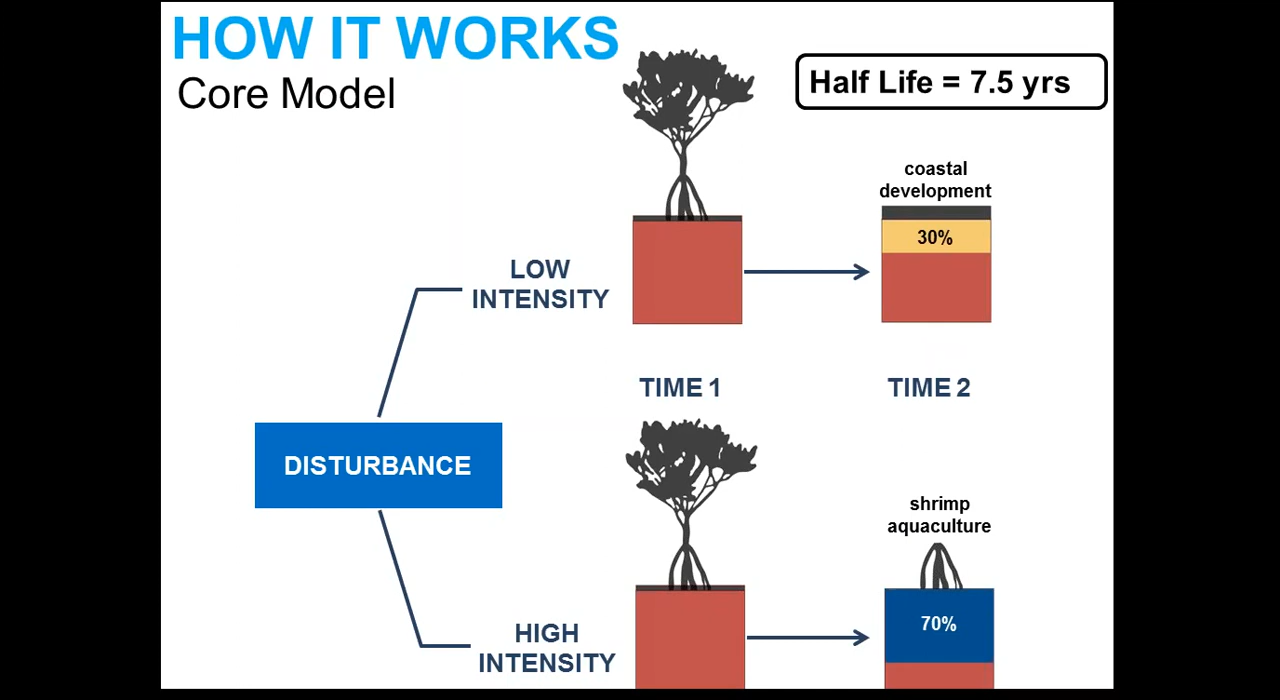 HOW IT WORKS
Core Model
Half Life = 7.5 yrs
coastal
development
30%
LOW
INTENSITY
TIME 1
TIME 2
DISTURBANCE
shrimp
aquaculture
70%
HIGH
INTENSITY